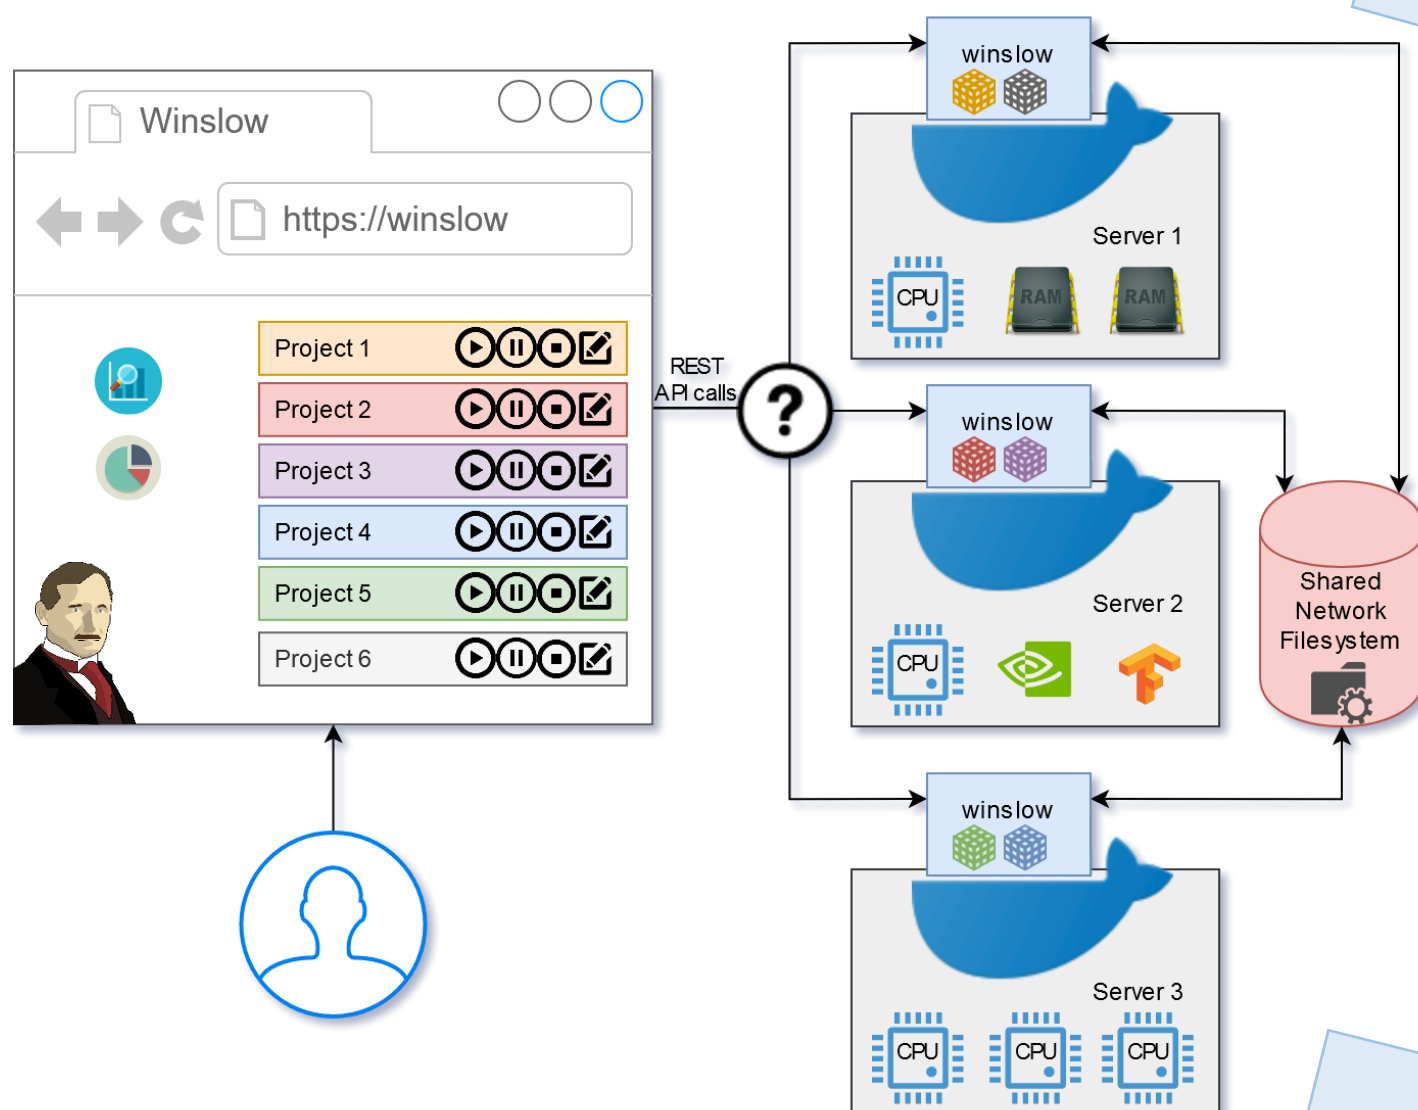 Winslow
https://winslow
Project 1
Project 2
Project 3
Project 4
Project 5
Project 6
REST
API calls
?
winslow
Server 1
CPU
RAM
RAM
winslow
Server 2
CPU
winslow
Server 3
CPU
CPU
CPU
Shared
Network
Filesystem